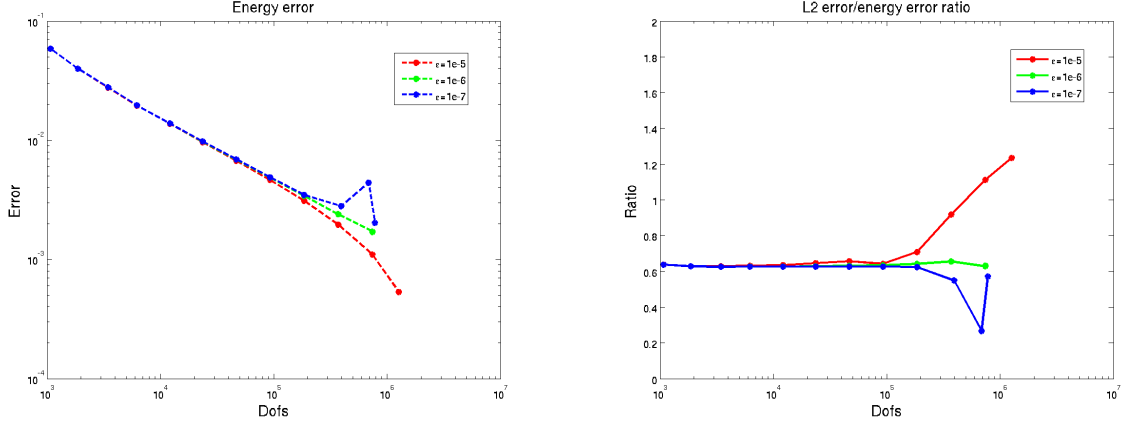 Energy error
10^-1
10^-2
10^-3
10^-4
Error
10^3
10^4
10^5
10^6
10^7
Dofs
ε=1e-5
ε=1e-6
ε=1e-7
L2 error/energy error ratio
2
1.8
1.6
1.4
1.2
1
0.8
0.6
0.4
0.2
0
Ratio
10^3
10^4
10^5
10^6
10^7
Dofs
ε=1e-5
ε=1e-6
ε=1e-7